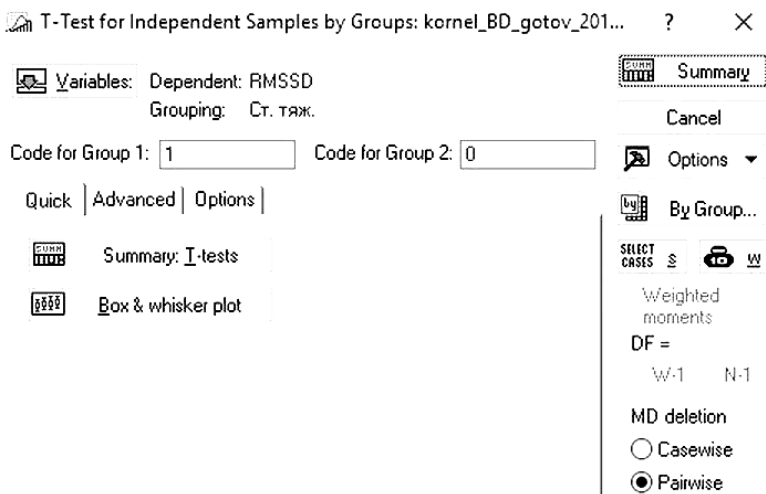 T-Test for Independent Samples by Groups: kornel_BD_gotov_201... ? ×
Variables: Dependent: RMSSD
Grouping: Ст. тяж.
Code for Group 1: 1 Code for Group 2: 0
Quick Advanced Options
Summary: T-tests
Box & whisker plot
Summary
Cancel
Options
By Group...
SELECT CASES S W
Weighted
moments
DF =
W-1 N-1
MD deletion
Casewise
Pairwise